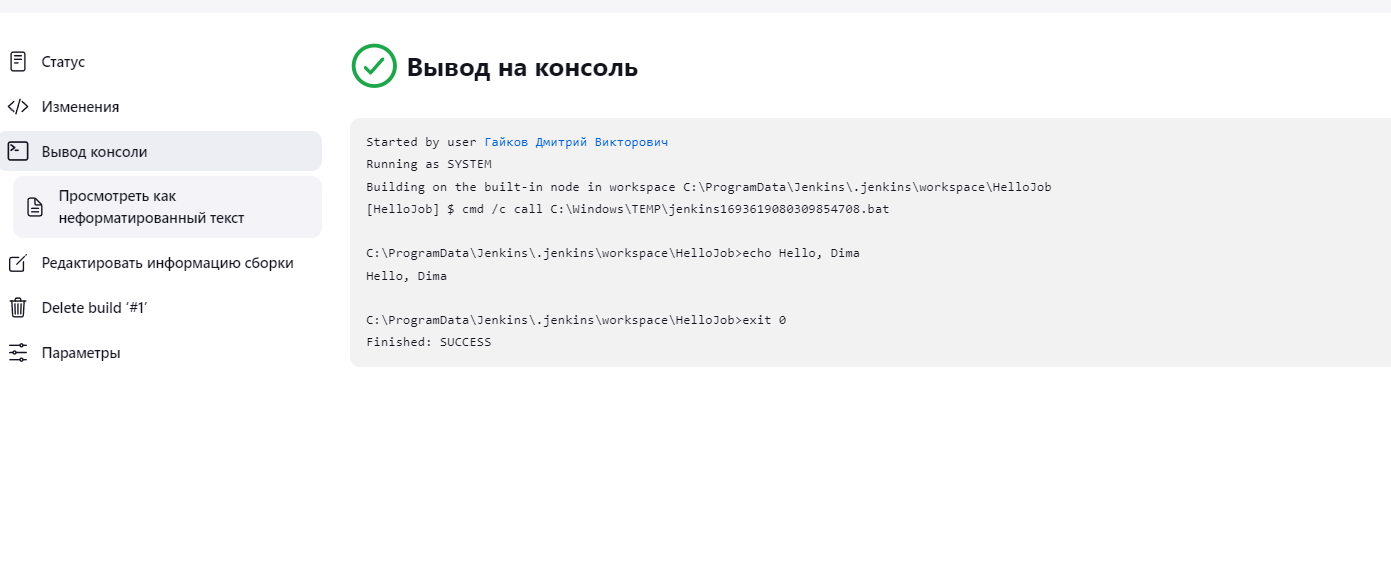 Статус
Изменения
Вывод консоли
Просмотреть как
неформатированный текст
Редактировать информацию сборки
Delete build ‘#1’
Параметры
Вывод на консоль
Started by user Гайков Дмитрий Викторович
Running as SYSTEM
Building on the built-in node in workspace C:\ProgramData\Jenkins\.jenkins\workspace\HelloJob
[HelloJob] $ cmd /c call C:\Windows\TEMP\jenkins1693619080309854708.bat
C:\ProgramData\Jenkins\.jenkins\workspace\HelloJob>echo Hello, Dima
Hello, Dima
C:\ProgramData\Jenkins\.jenkins\workspace\HelloJob>exit 0
Finished: SUCCESS